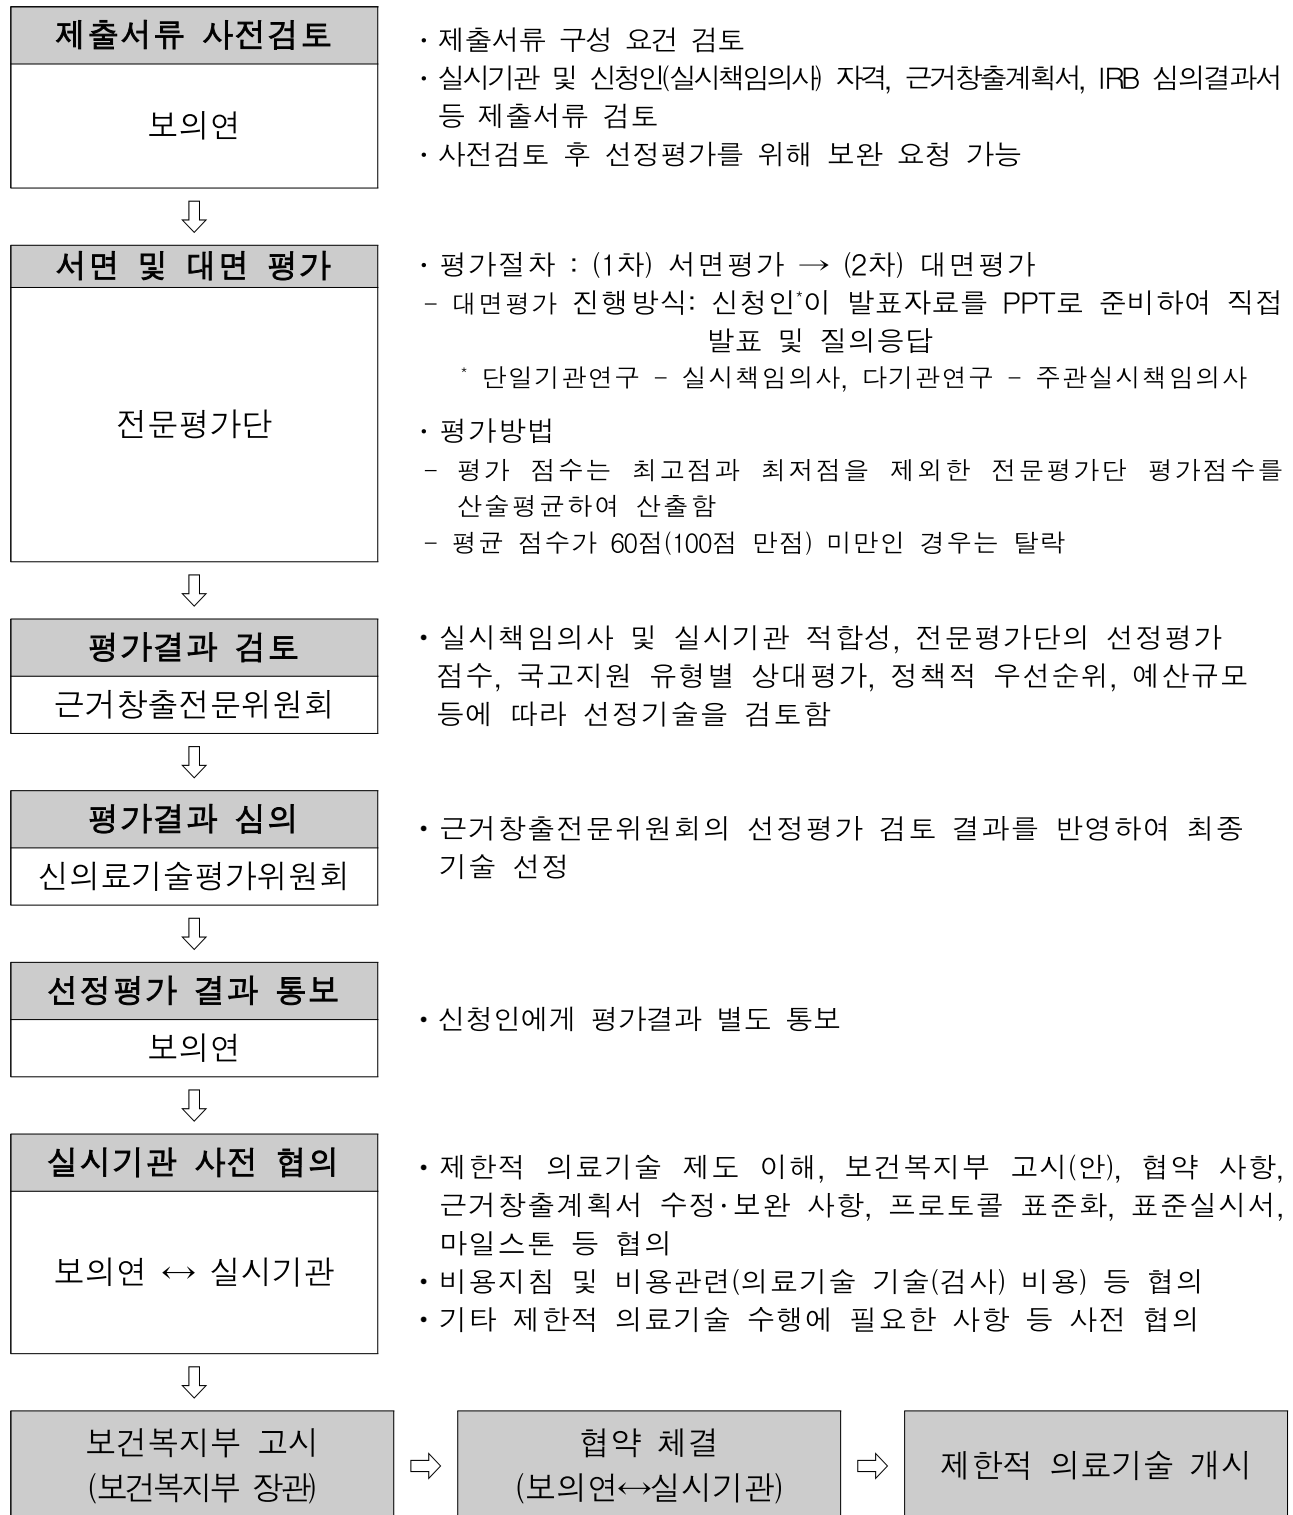 제출서류 사전검토
보의연
· 제출서류 구성 요건 검토
· 실시기관 및 신청인(실시책임의사) 자격, 근거창출계획서, IRB 심의결과서
등 제출서류 검토
· 사전검토 후 선정평가를 위해 보완 요청 가능
⇩
서면 및 대면 평가
전문평가단
· 평가절차 : (1차) 서면평가 → (2차) 대면평가
- 대면평가 진행방식: 신청인*이 발표자료를 PPT로 준비하여 직접
발표 및 질의응답
* 단일기관연구 - 실시책임의사, 다기관연구 - 주관실시책임의사
· 평가방법
- 평가 점수는 최고점과 최저점을 제외한 전문평가단 평가점수를
산술평균하여 산출함
- 평균 점수가 60점(100점 만점) 미만인 경우는 탈락
⇩
평가결과 검토
근거창출전문위원회
· 실시책임의사 및 실시기관 적합성, 전문평가단의 선정평가
점수, 국고지원 유형별 상대평가, 정책적 우선순위, 예산규모
등에 따라 선정기술을 검토함
⇩
평가결과 심의
신의료기술평가위원회
· 근거창출전문위원회의 선정평가 검토 결과를 반영하여 최종
기술 선정
⇩
선정평가 결과 통보
보의연
· 신청인에게 평가결과 별도 통보
⇩
실시기관 사전 협의
보의연 ↔ 실시기관
· 제한적 의료기술 제도 이해, 보건복지부 고시(안), 협약 사항,
근거창출계획서 수정·보완 사항, 프로토콜 표준화, 표준실시서,
마일스톤 등 협의
· 비용지침 및 비용관련(의료기술 기술(검사) 비용) 등 협의
· 기타 제한적 의료기술 수행에 필요한 사항 등 사전 협의
⇩
보건복지부 고시
(보건복지부 장관)
⇨
협약 체결
(보의연↔실시기관)
⇨
제한적 의료기술 개시